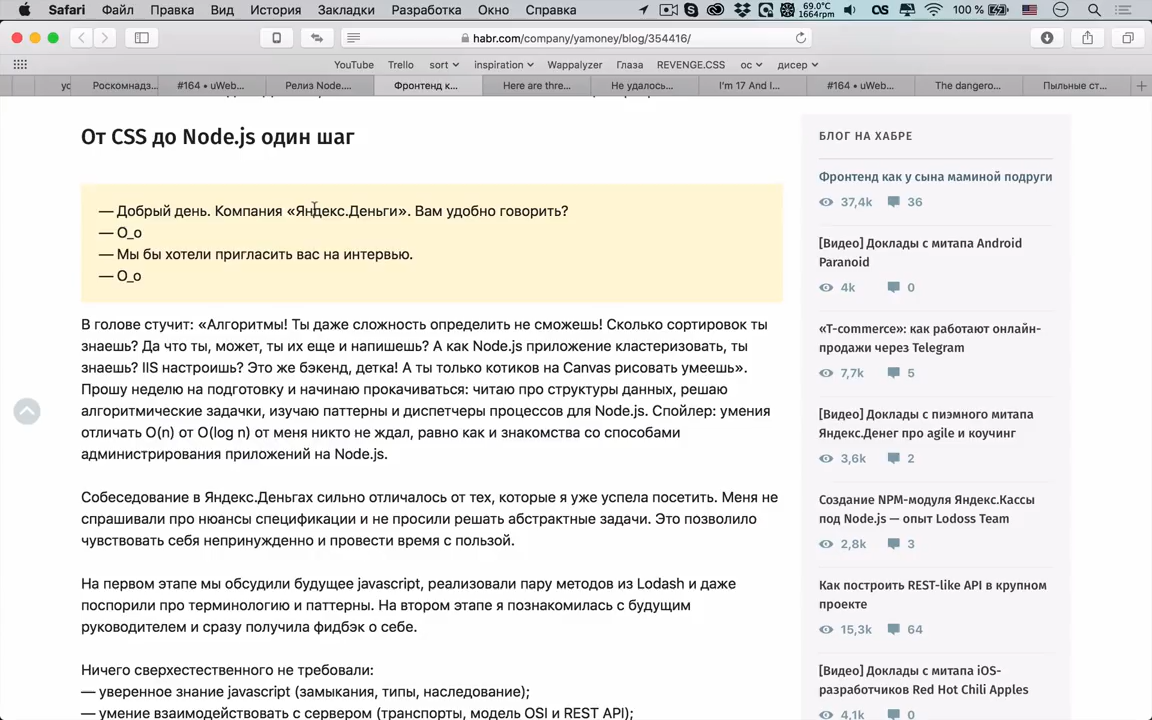 Safari Файл Правка Вид История Закладки Разработка Окно Справка
69.0°C
1664rpm
100 %
habr.com/company/yamoney/blog/354416/
YouTube Trello sort inspiration Wappalyzer Глаза REVENGE.CSS ос дисер
ус Роскомнадз... #164 – uWeb... Релиз Node.... Фронтенд к... Here are thre... Не удалось... I'm 17 And I... #164 – uWeb... The dangero... Пыльные ст...
От CSS до Node.js один шаг
— Добрый день. Компания «Яндекс.Деньги». Вам удобно говорить?
— O_o
— Мы бы хотели пригласить вас на интервью.
— O_o
В голове стучит: «Алгоритмы! Ты даже сложность определить не сможешь! Сколько сортировок ты
знаешь? Да что ты, может, ты их еще и напишешь? А как Node.js приложение кластеризовать, ты
знаешь? IIS настроишь? Это же бэкенд, детка! А ты только котиков на Canvas рисовать умеешь».
Прошу неделю на подготовку и начинаю прокачиваться: читаю про структуры данных, решаю
алгоритмические задачки, изучаю паттерны и диспетчеры процессов для Node.js. Спойлер: умения
отличать O(n) от O(log n) от меня никто не ждал, равно как и знакомства со способами
администрирования приложений на Node.js.
Собеседование в Яндекс.Деньгах сильно отличалось от тех, которые я уже успела посетить. Меня не
спрашивали про нюансы спецификации и не просили решать абстрактные задачи. Это позволило
чувствовать себя непринужденно и провести время с пользой.
На первом этапе мы обсудили будущее javascript, реализовали пару методов из Lodash и даже
поспорили про терминологию и паттерны. На втором этапе я познакомилась с будущим
руководителем и сразу получила фидбэк о себе.
Ничего сверхестественного не требовали:
— уверенное знание javascript (замыкания, типы, наследование);
— умение взаимодействовать с сервером (транспорты, модель OSI и REST API);
БЛОГ НА ХАБРЕ
Фронтенд как у сына маминой подруги
37,4k 36
[Видео] Доклады с митапа Android
Paranoid
4k 0
«T-commerce»: как работают онлайн-
продажи через Telegram
7,7k 5
[Видео] Доклады с пиэмного митапа
Яндекс.Денег про agile и коучинг
3,6k 2
Создание NPM-модуля Яндекс.Кассы
под Node.js — опыт Lodoss Team
2,8k 3
Как построить REST-like API в крупном
проекте
15,3k 64
[Видео] Доклады с митапа iOS-
разработчиков Red Hot Chili Apples
4,1k 0